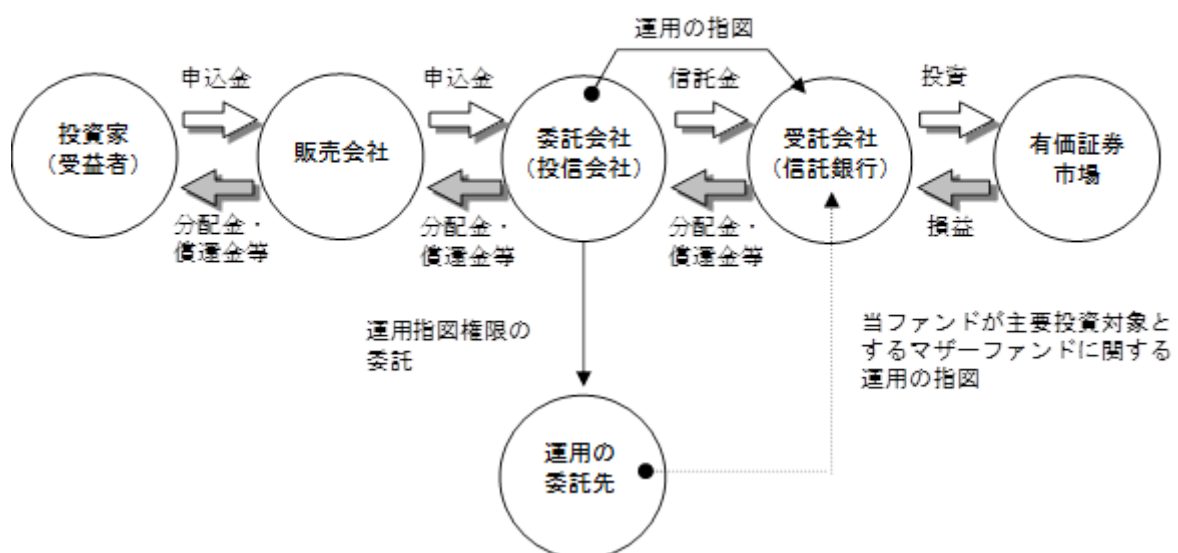 運用の指図
申込金
申込金
信託金
投資
投資家
（受益者）
販売会社
委託会社
（投信会社）
受託会社
（信託銀行）
有価証券
市場
分配金・
償還金等
分配金・
償還金等
分配金・
償還金等
損益
運用指図権限の
委託
当ファンドが主要投資対象と
するマザーファンドに関する
運用の指図
運用の
委託先